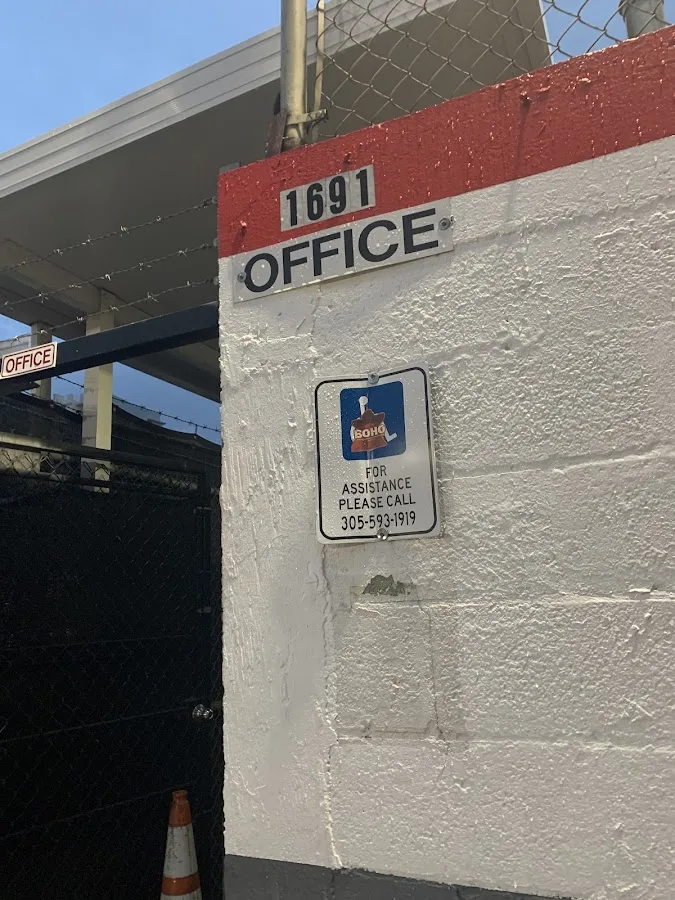 1691
OFFICE
OFFICE
BOHO
FOR
ASSISTANCE
PLEASE CALL
305-593-1919